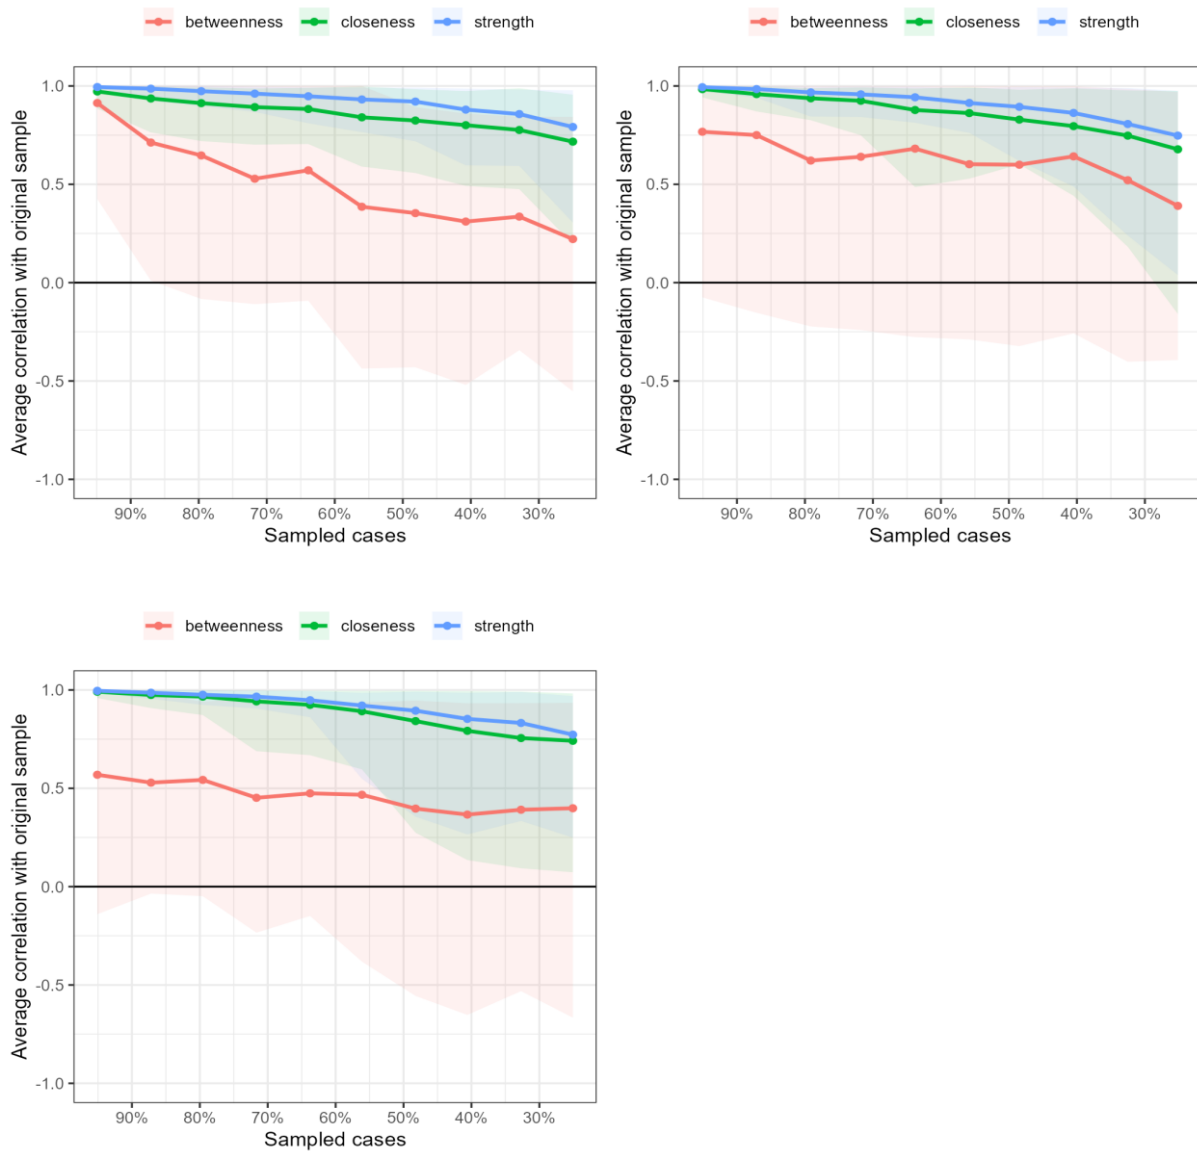 betweenness closeness strength
1.0
0.5
0.0
-0.5
-1.0
Average correlation with original sample
90% 80% 70% 60% 50% 40% 30%
Sampled cases
betweenness closeness strength
1.0
0.5
0.0
-0.5
-1.0
Average correlation with original sample
90% 80% 70% 60% 50% 40% 30%
Sampled cases
betweenness closeness strength
1.0
0.5
0.0
-0.5
-1.0
Average correlation with original sample
90% 80% 70% 60% 50% 40% 30%
Sampled cases